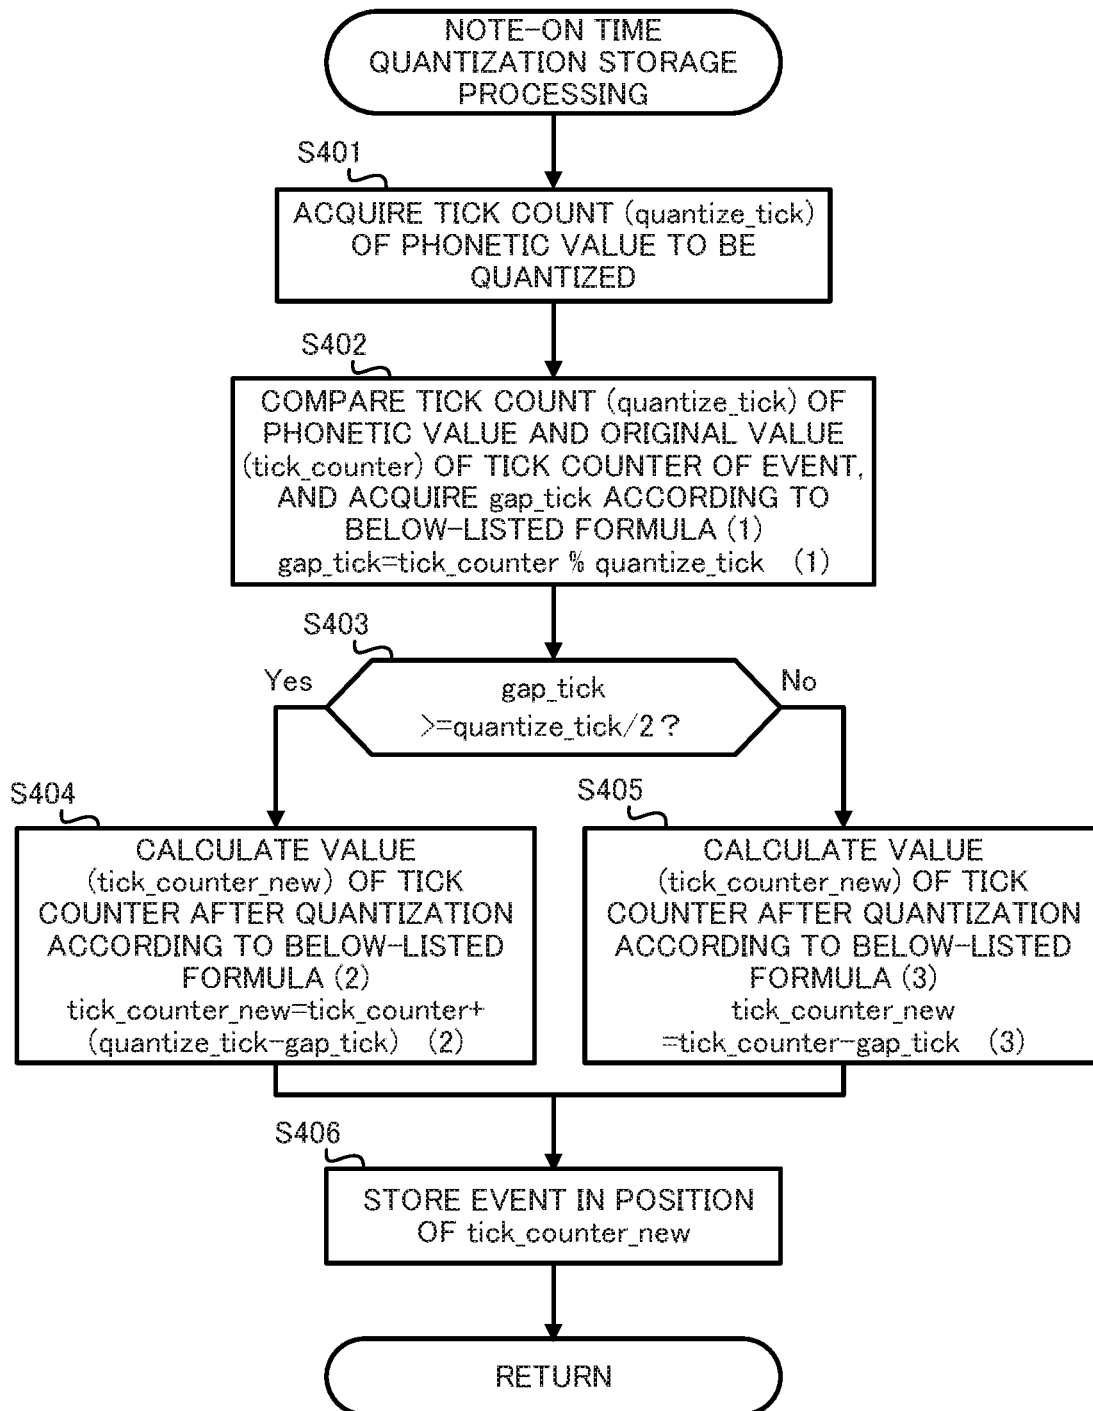 NOTE-ON TIME
QUANTIZATION STORAGE
PROCESSING
S401
ACQUIRE TICK COUNT (quantize_tick)
OF PHONETIC VALUE TO BE
QUANTIZED
S402
COMPARE TICK COUNT (quantize_tick) OF
PHONETIC VALUE AND ORIGINAL VALUE
(tick_counter) OF TICK COUNTER OF EVENT,
AND ACQUIRE gap_tick ACCORDING TO
BELOW-LISTED FORMULA (1)
gap_tick=tick_counter % quantize_tick (1)
S403
Yes
gap_tick
>=quantize_tick/2?
No
S404
CALCULATE VALUE
(tick_counter_new) OF TICK
COUNTER AFTER QUANTIZATION
ACCORDING TO BELOW-LISTED
FORMULA (2)
tick_counter_new=tick_counter+
(quantize_tick-gap_tick) (2)
S405
CALCULATE VALUE
(tick_counter_new) OF TICK
COUNTER AFTER QUANTIZATION
ACCORDING TO BELOW-LISTED
FORMULA (3)
tick_counter_new
=tick_counter-gap_tick (3)
S406
STORE EVENT IN POSITION
OF tick_counter_new
RETURN